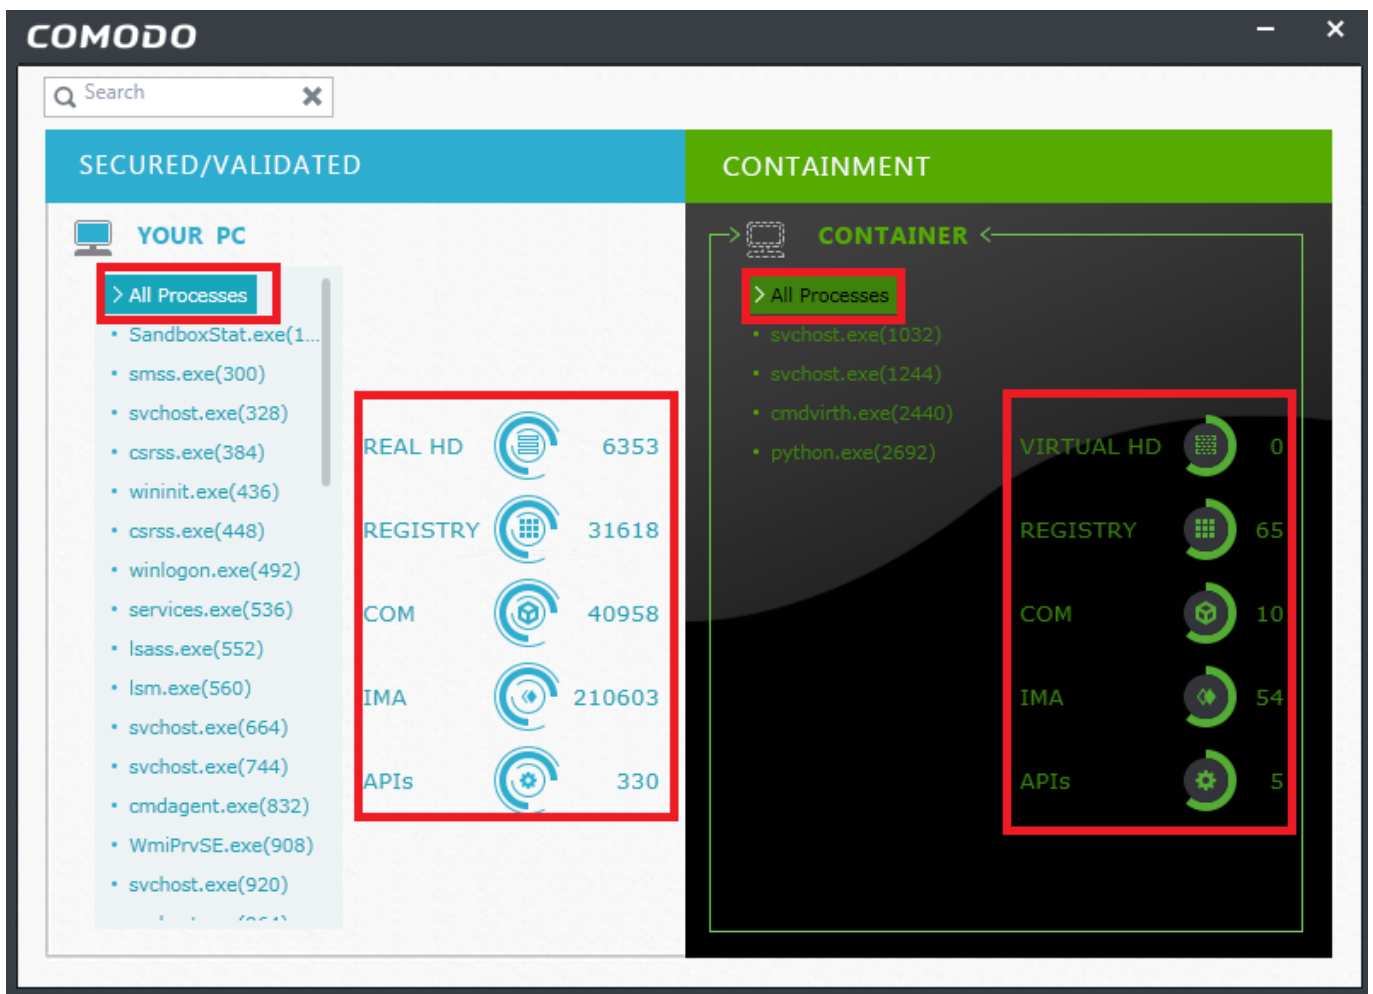 COMODO
Search
SECURED/VALIDATED
YOUR PC
> All Processes
• SandboxStat.exe(1...
• smss.exe(300)
• svchost.exe(328)
• csrss.exe(384)
• wininit.exe(436)
• csrss.exe(448)
• winlogon.exe(492)
• services.exe(536)
• lsass.exe(552)
• lsm.exe(560)
• svchost.exe(664)
• svchost.exe(744)
• cmdagent.exe(832)
• WmiPrvSE.exe(908)
• svchost.exe(920)
REAL HD 6353
REGISTRY 31618
COM 40958
IMA 210603
APIs 330
CONTAINMENT
CONTAINER
> All Processes
• svchost.exe(1032)
• svchost.exe(1244)
• cmdvirth.exe(2440)
• python.exe(2692)
VIRTUAL HD 0
REGISTRY 65
COM 10
IMA 54
APIs 5